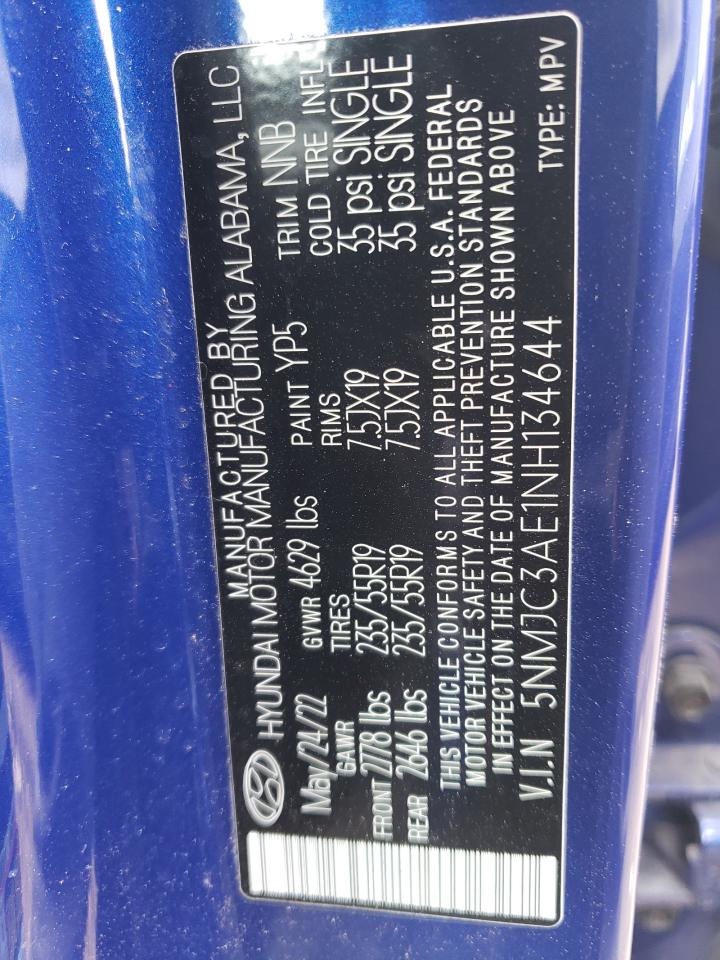 MANUFACTURED BY
HYUNDAI MOTOR MANUFACTURING ALABAMA, LLC
May/24/22 GVWR 4629 lbs PAINT YP5 TRIM NNB
GAWR TIRES RIMS COLD TIRE INFL
FRONT 2778 lbs 235/55R19 7.5JX19 35 psi SINGLE
REAR 2646 lbs 235/55R19 7.5JX19 35 psi SINGLE
THIS VEHICLE CONFORMS TO ALL APPLICABLE U.S.A. FEDERAL
MOTOR VEHICLE SAFETY AND THEFT PREVENTION STANDARDS
IN EFFECT ON THE DATE OF MANUFACTURE SHOWN ABOVE
V.I.N 5NMJC3AE1NH134644 TYPE: MPV